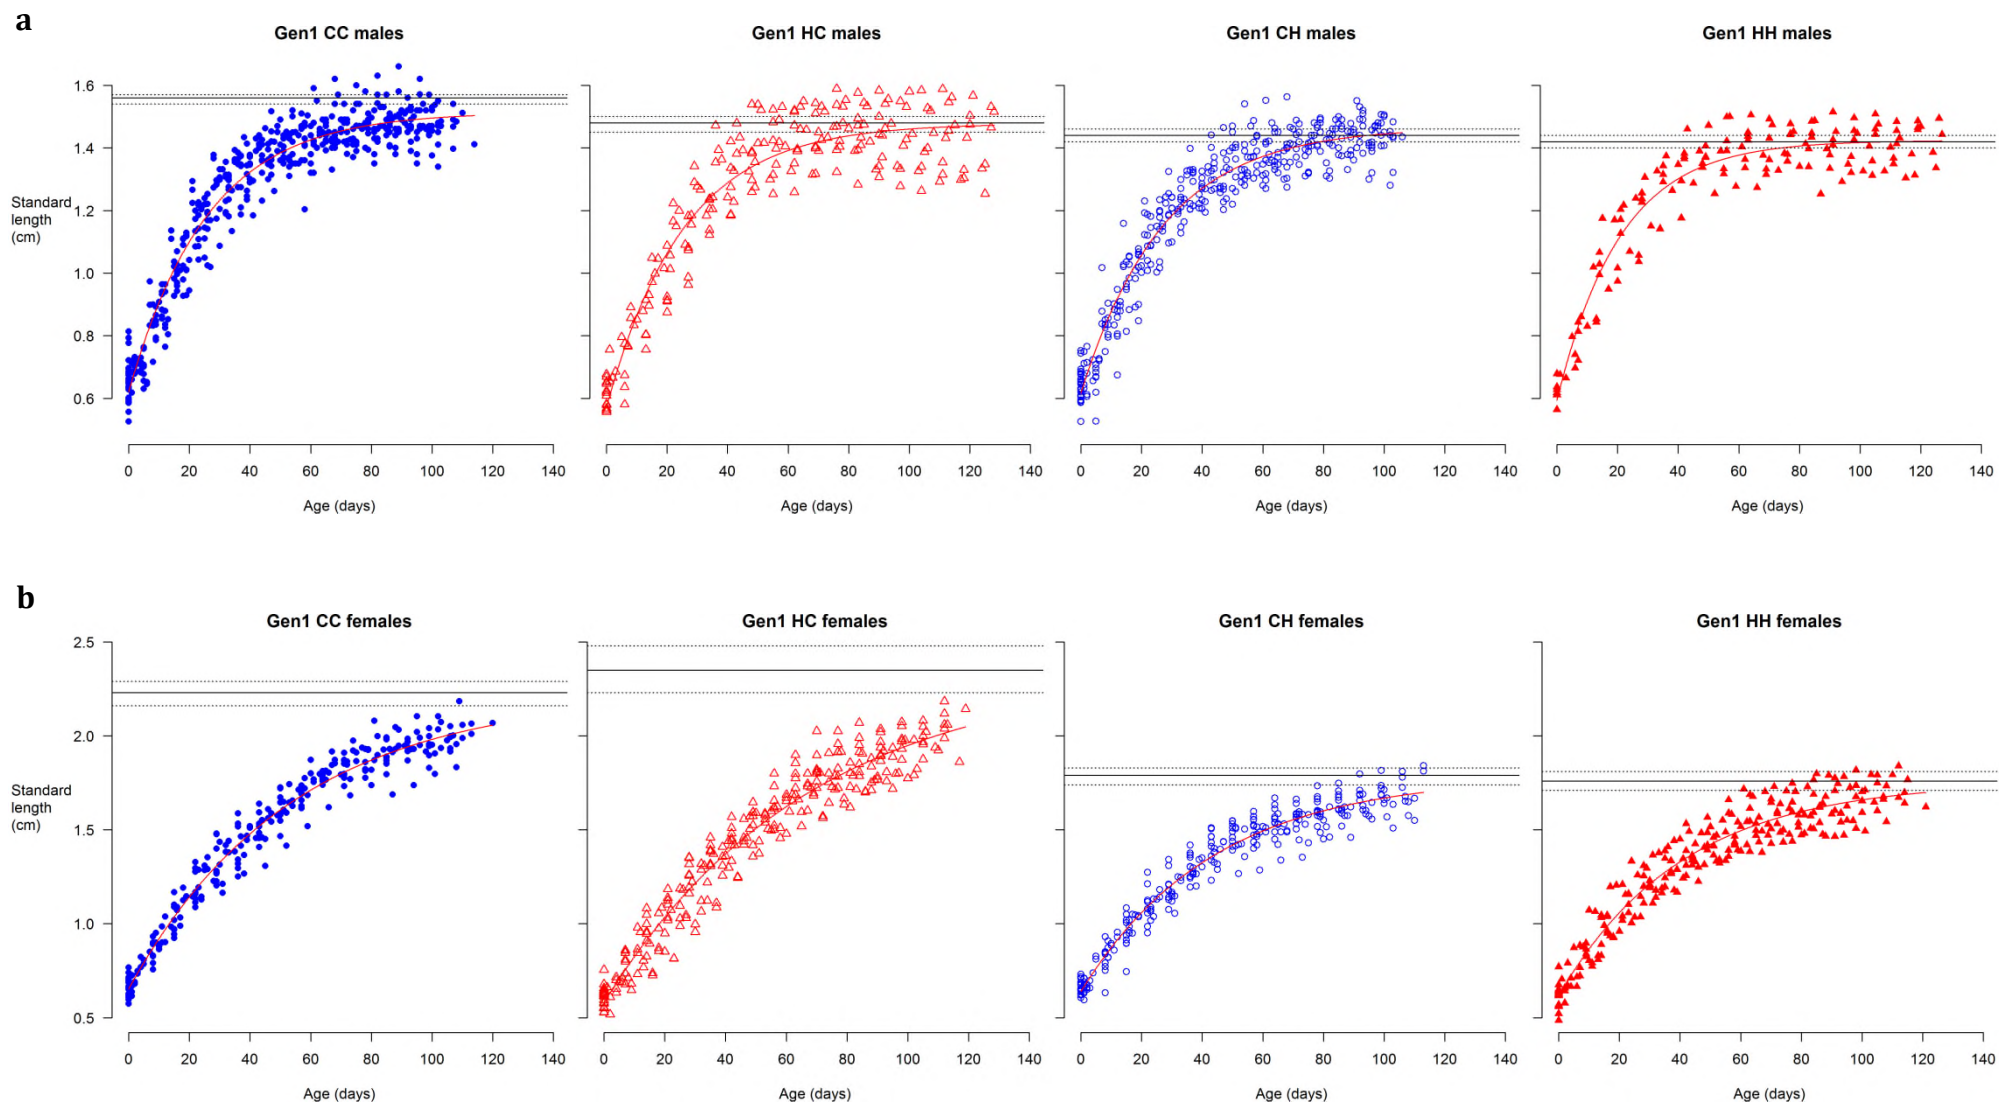 a
Gen1 CC males
Gen1 HC males
Gen1 CH males
Gen1 HH males
1.6
1.4
1.2
1.0
0.8
0.6
Standard
length
(cm)
0 20 40 60 80 100 120 140
0 20 40 60 80 100 120 140
0 20 40 60 80 100 120 140
0 20 40 60 80 100 120 140
Age (days)
Age (days)
Age (days)
Age (days)
b
Gen1 CC females
Gen1 HC females
Gen1 CH females
Gen1 HH females
2.5
2.0
1.5
1.0
0.5
Standard
length
(cm)
0 20 40 60 80 100 120 140
0 20 40 60 80 100 120 140
0 20 40 60 80 100 120 140
0 20 40 60 80 100 120 140
Age (days)
Age (days)
Age (days)
Age (days)